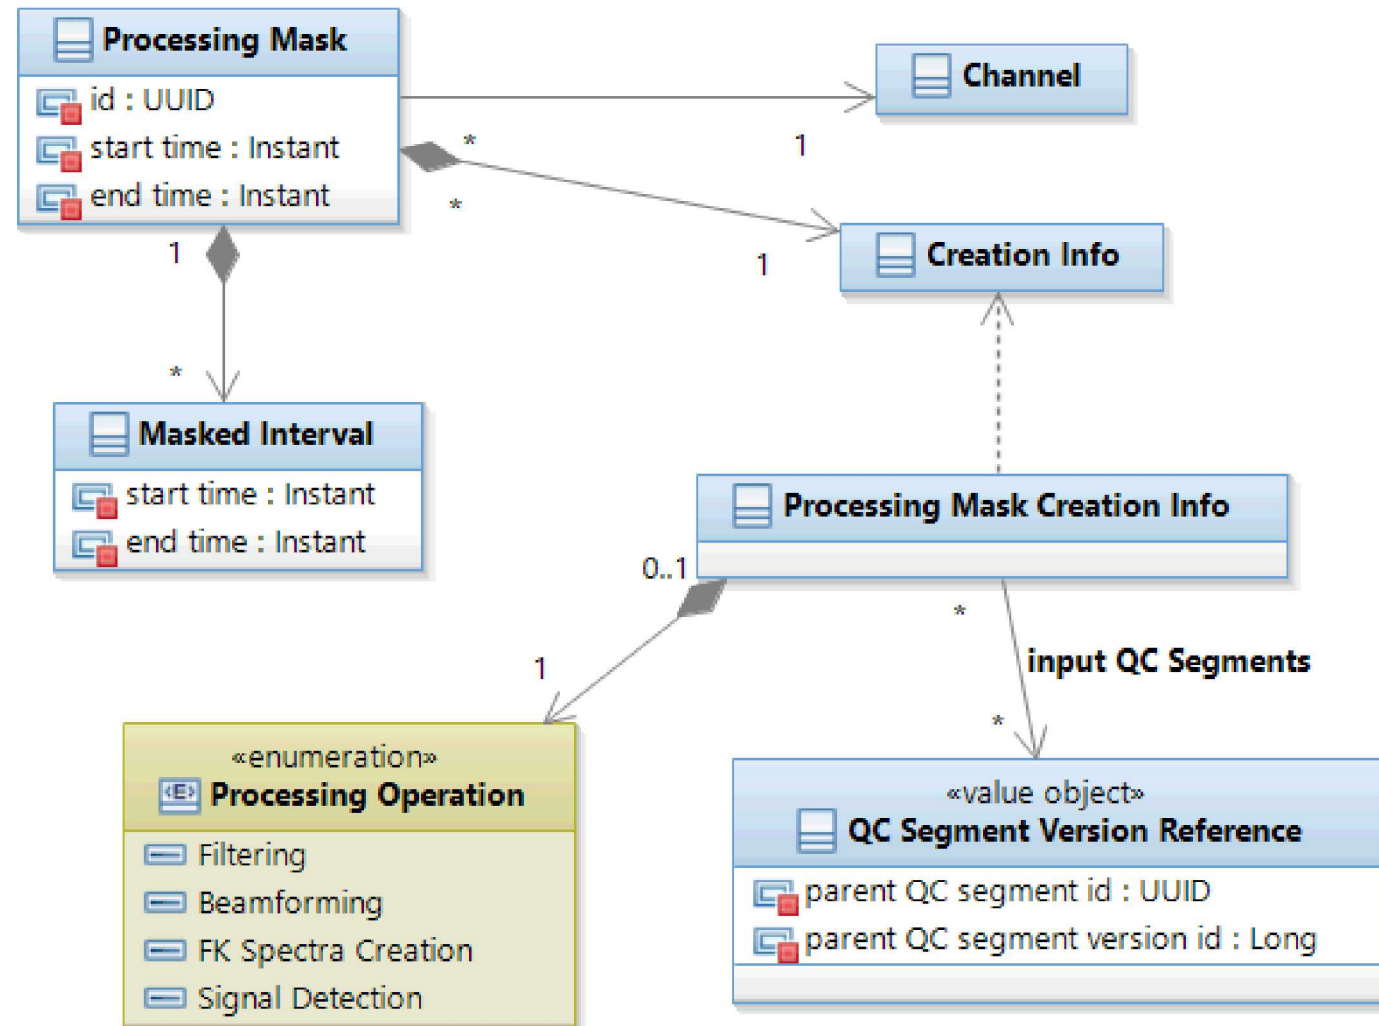 Processing Mask
id : UUID
start time : Instant
end time : Instant
Channel
*
1
*
1
Creation Info
1
*
Masked Interval
start time : Instant
end time : Instant
Processing Mask Creation Info
0..1
1
*
input QC Segments
*
«enumeration»
<E> Processing Operation
Filtering
Beamforming
FK Spectra Creation
Signal Detection
«value object»
QC Segment Version Reference
parent QC segment id : UUID
parent QC segment version id : Long